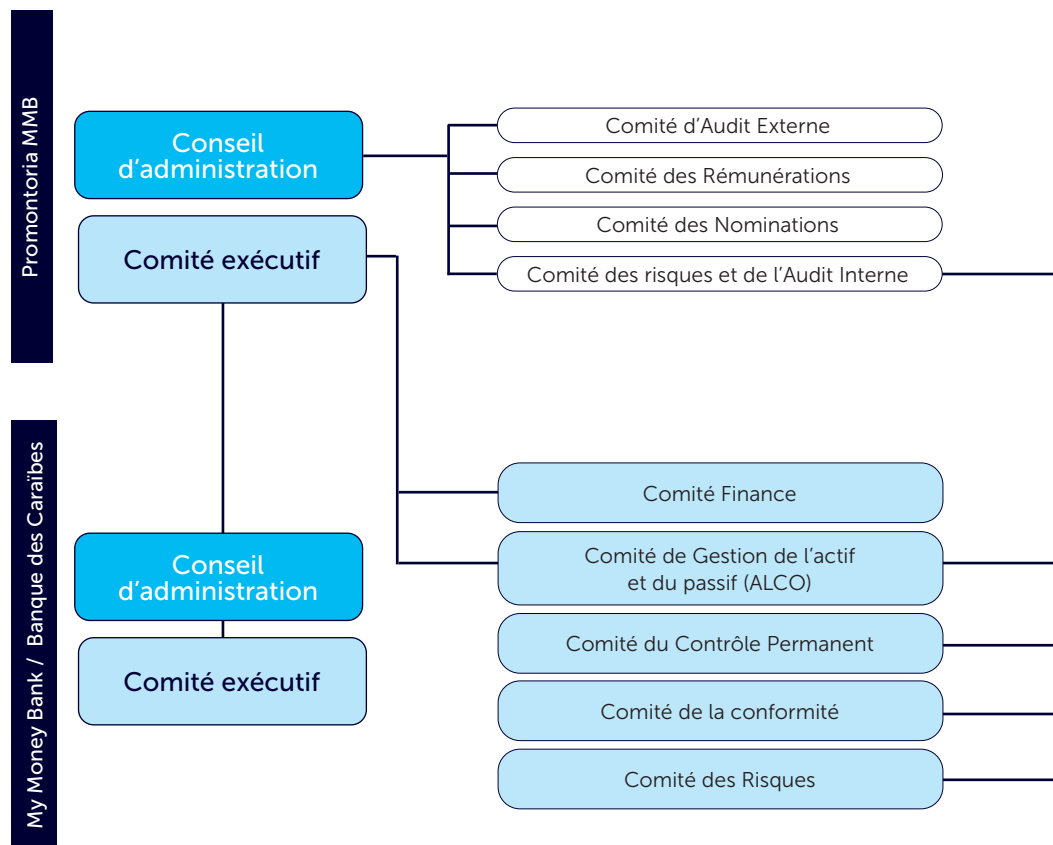 Promontoria MMB
Conseil
d'administration
Comité exécutif
Comité d'Audit Externe
Comité des Rémunérations
Comité des Nominations
Comité des risques et de l'Audit Interne
My Money Bank / Banque des Caraïbes
Conseil
d'administration
Comité exécutif
Comité Finance
Comité de Gestion de l'actif
et du passif (ALCO)
Comité du Contrôle Permanent
Comité de la conformité
Comité des Risques